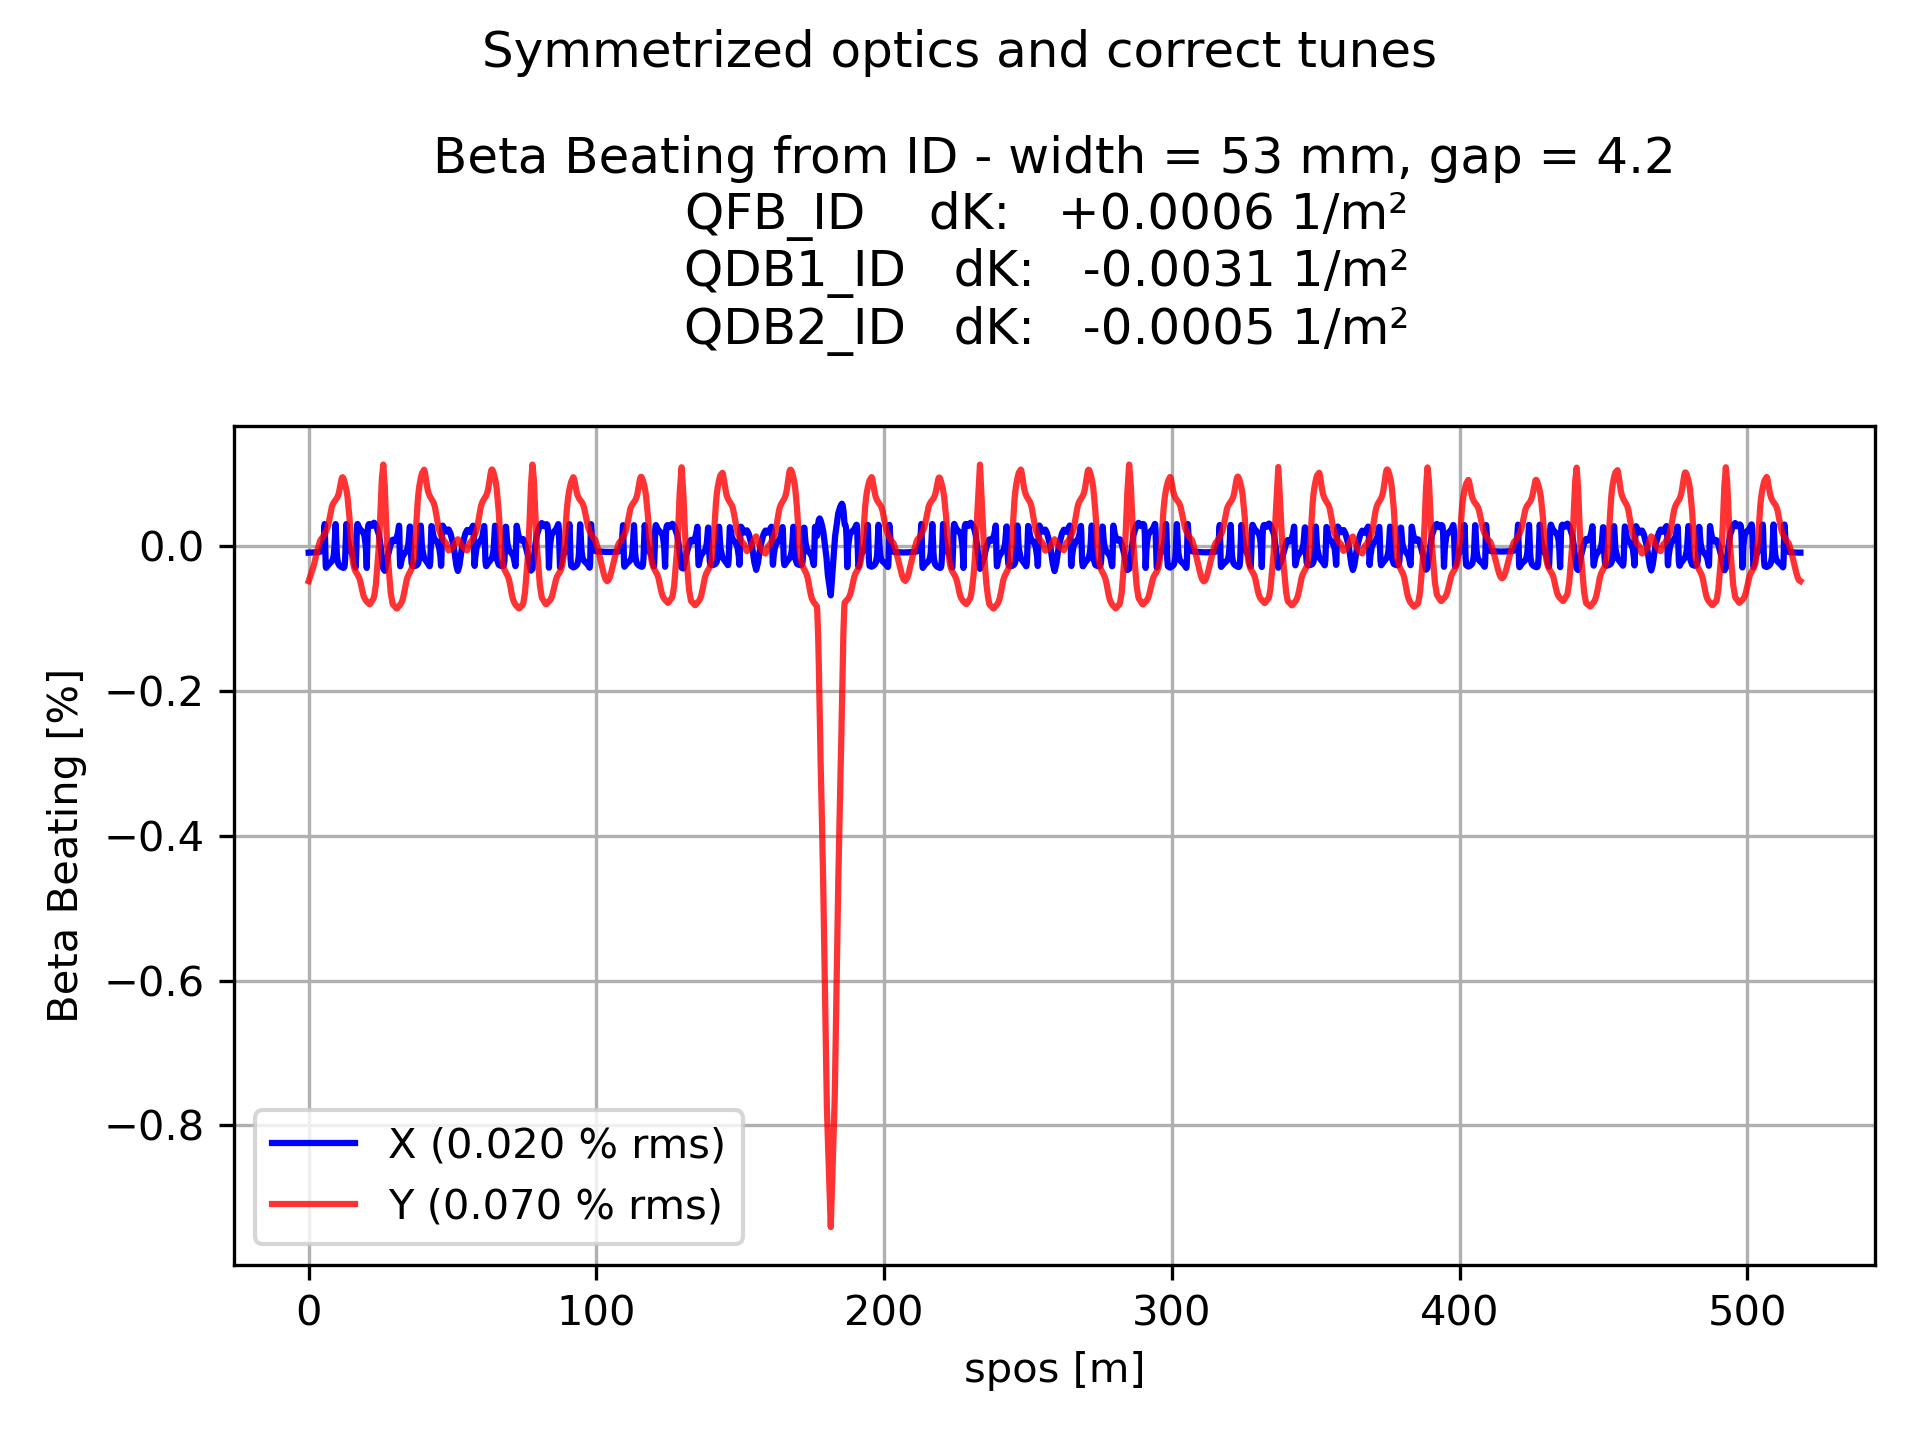 Symmetrized optics and correct tunes
Beta Beating from ID - width = 53 mm, gap = 4.2
QFB_ID dK: +0.0006 1/m²
QDB1_ID dK: -0.0031 1/m²
QDB2_ID dK: -0.0005 1/m²
Beta Beating [%]
0.0
−0.2
−0.4
−0.6
−0.8
X (0.020 % rms)
Y (0.070 % rms)
0 100 200 300 400 500
spos [m]